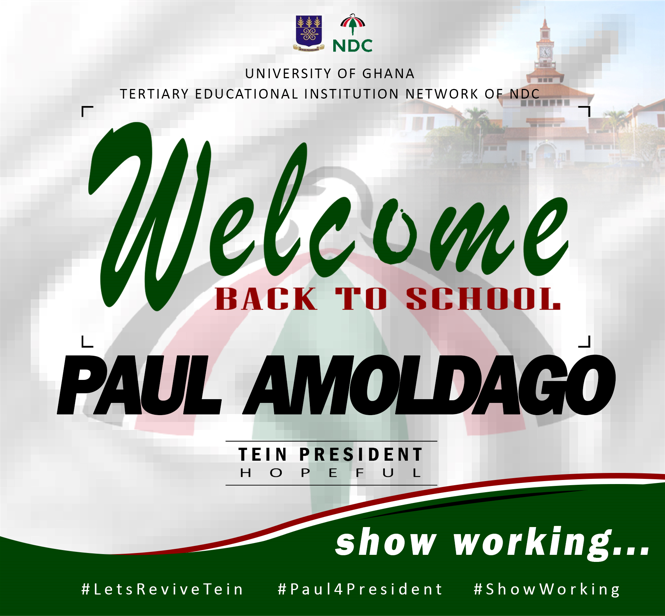 NDC
UNIVERSITY OF GHANA
TERTIARY EDUCATIONAL INSTITUTION NETWORK OF NDC
Welcome
BACK TO SCHOOL
PAUL AMOLDAGO
TEIN PRESIDENT
HOPEFUL
show working...
#LetsReviveTein #Paul4President #ShowWorking